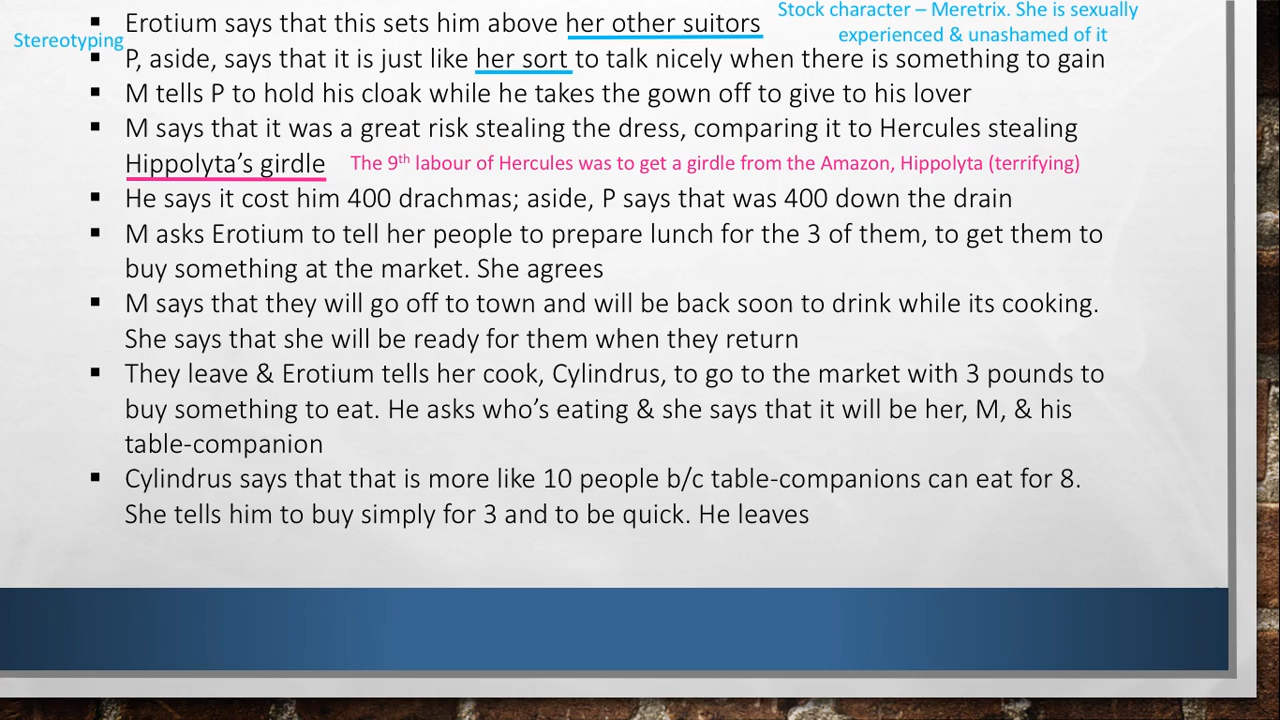 Stock character – Meretrix. She is sexually
experienced & unashamed of it
Stereotyping
▪ Erotium says that this sets him above her other suitors
▪ P, aside, says that it is just like her sort to talk nicely when there is something to gain
▪ M tells P to hold his cloak while he takes the gown off to give to his lover
▪ M says that it was a great risk stealing the dress, comparing it to Hercules stealing
Hippolyta’s girdle The 9th labour of Hercules was to get a girdle from the Amazon, Hippolyta (terrifying)
▪ He says it cost him 400 drachmas; aside, P says that was 400 down the drain
▪ M asks Erotium to tell her people to prepare lunch for the 3 of them, to get them to
buy something at the market. She agrees
▪ M says that they will go off to town and will be back soon to drink while its cooking.
She says that she will be ready for them when they return
▪ They leave & Erotium tells her cook, Cylindrus, to go to the market with 3 pounds to
buy something to eat. He asks who’s eating & she says that it will be her, M, & his
table-companion
▪ Cylindrus says that that is more like 10 people b/c table-companions can eat for 8.
She tells him to buy simply for 3 and to be quick. He leaves